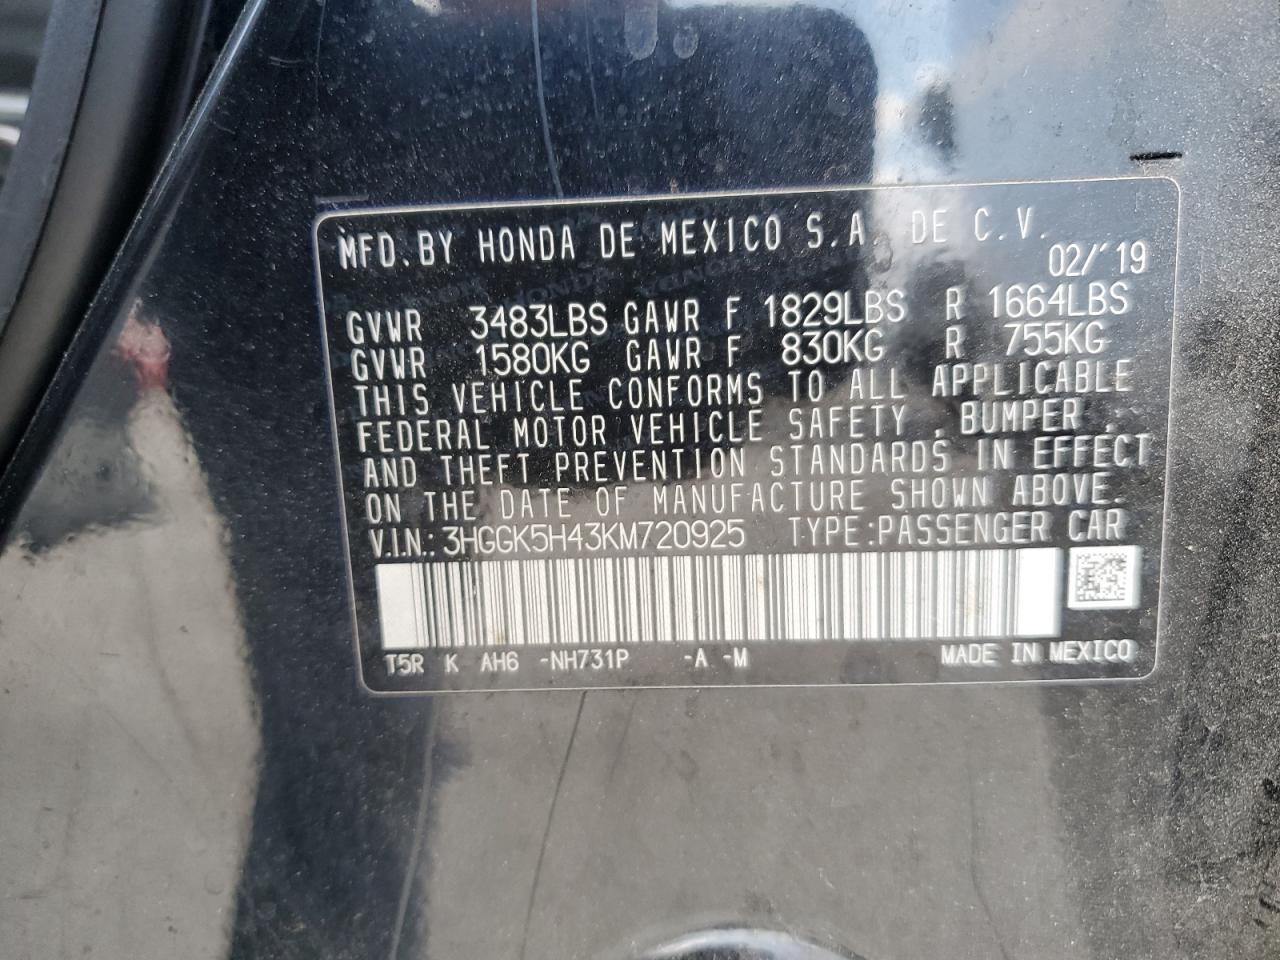 MFD.BY HONDA DE MEXICO S.A. DE C.V.
02/'19
GVWR 3483LBS GAWR F 1829LBS R 1664LBS
GVWR 1580KG GAWR F 830KG R 755KG
THIS VEHICLE CONFORMS TO ALL APPLICABLE
FEDERAL MOTOR VEHICLE SAFETY , BUMPER ,
AND THEFT PREVENTION STANDARDS IN EFFECT
ON THE DATE OF MANUFACTURE SHOWN ABOVE.
V.I.N.: 3HGGK5H43KM720925 TYPE:PASSENGER CAR
T5R K AH6 -NH731P -A -M MADE IN MEXICO